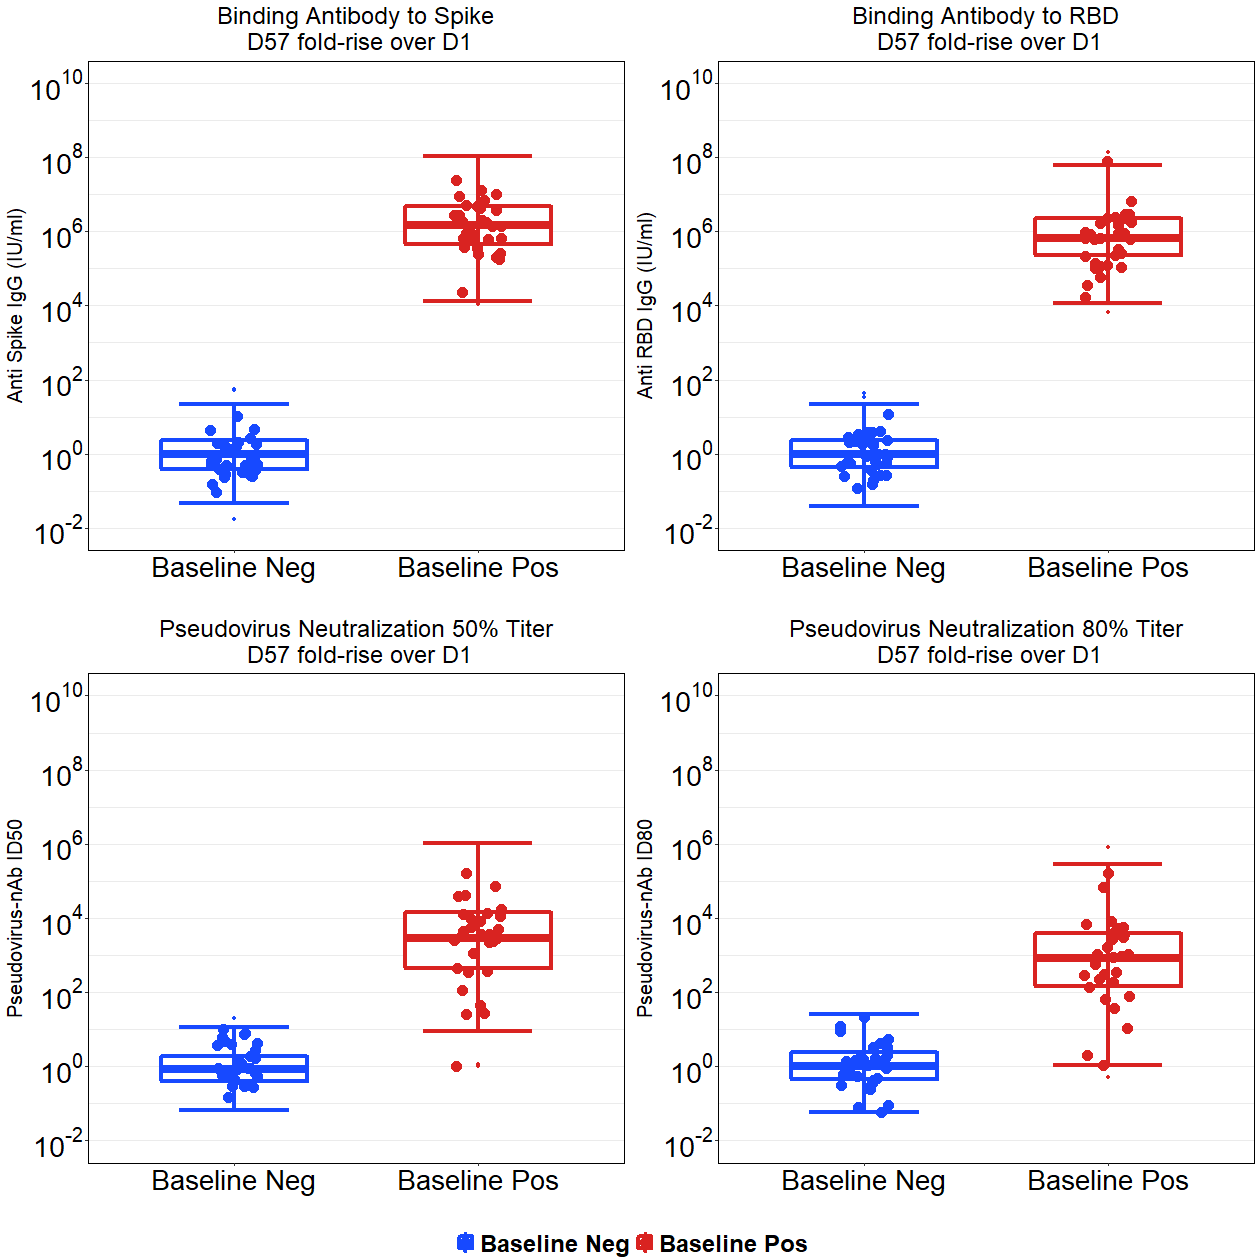 Binding Antibody to Spike
D57 fold-rise over D1
Anti Spike IgG (IU/ml)
10^10
10^8
10^6
10^4
10^2
10^0
10^-2
Baseline Neg Baseline Pos
Binding Antibody to RBD
D57 fold-rise over D1
Anti RBD IgG (IU/ml)
10^10
10^8
10^6
10^4
10^2
10^0
10^-2
Baseline Neg Baseline Pos
Pseudovirus Neutralization 50% Titer
D57 fold-rise over D1
Pseudovirus-nAb ID50
10^10
10^8
10^6
10^4
10^2
10^0
10^-2
Baseline Neg Baseline Pos
Pseudovirus Neutralization 80% Titer
D57 fold-rise over D1
Pseudovirus-nAb ID80
10^10
10^8
10^6
10^4
10^2
10^0
10^-2
Baseline Neg Baseline Pos
Baseline Neg Baseline Pos